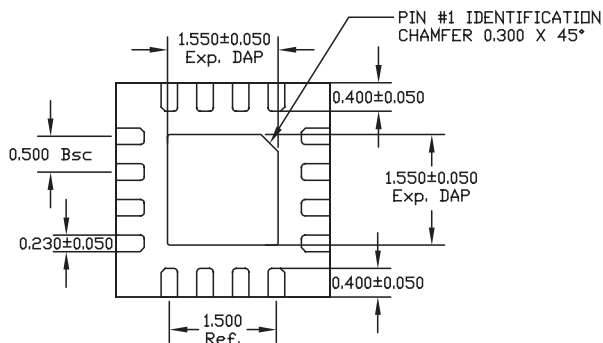 PIN #1 IDENTIFICATION
CHAMFER 0.300 X 45°
1.550±0.050
Exp. DAP
0.400±0.050
0.500 Bsc
1.550±0.050
Exp. DAP
0.230±0.050
0.400±0.050
1.500
Ref.